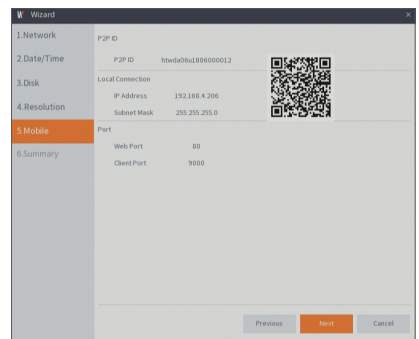 Wizard
1.Network
2.Date/Time
3.Disk
4.Resolution
5.Mobile
6.Summary
P2P ID
P2P ID htwda06u1806000012
Local Connection
IP Address 192.168.4.206
Subnet Mask 255.255.255.0
Port
Web Port 80
Client Port 9000
Previous Next Cancel